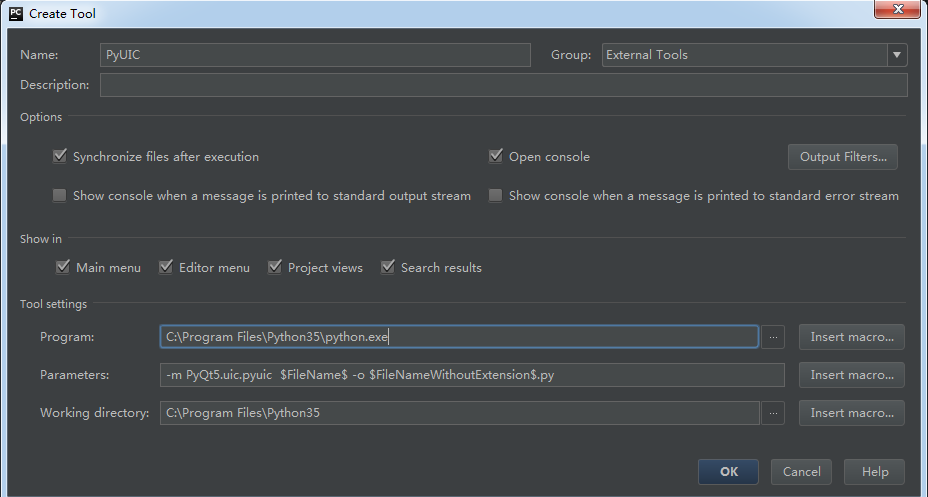 PC Create Tool
Name: PyUIC Group: External Tools
Description:
Options
Synchronize files after execution Open console Output Filters...
Show console when a message is printed to standard output stream Show console when a message is printed to standard error stream
Show in
Main menu Editor menu Project views Search results
Tool settings
Program: C:\Program Files\Python35\python.exe ... Insert macro...
Parameters: -m PyQt5.uic.pyuic  $FileName$ -o $FileNameWithoutExtension$.py Insert macro...
Working directory: C:\Program Files\Python35 ... Insert macro...
OK Cancel Help